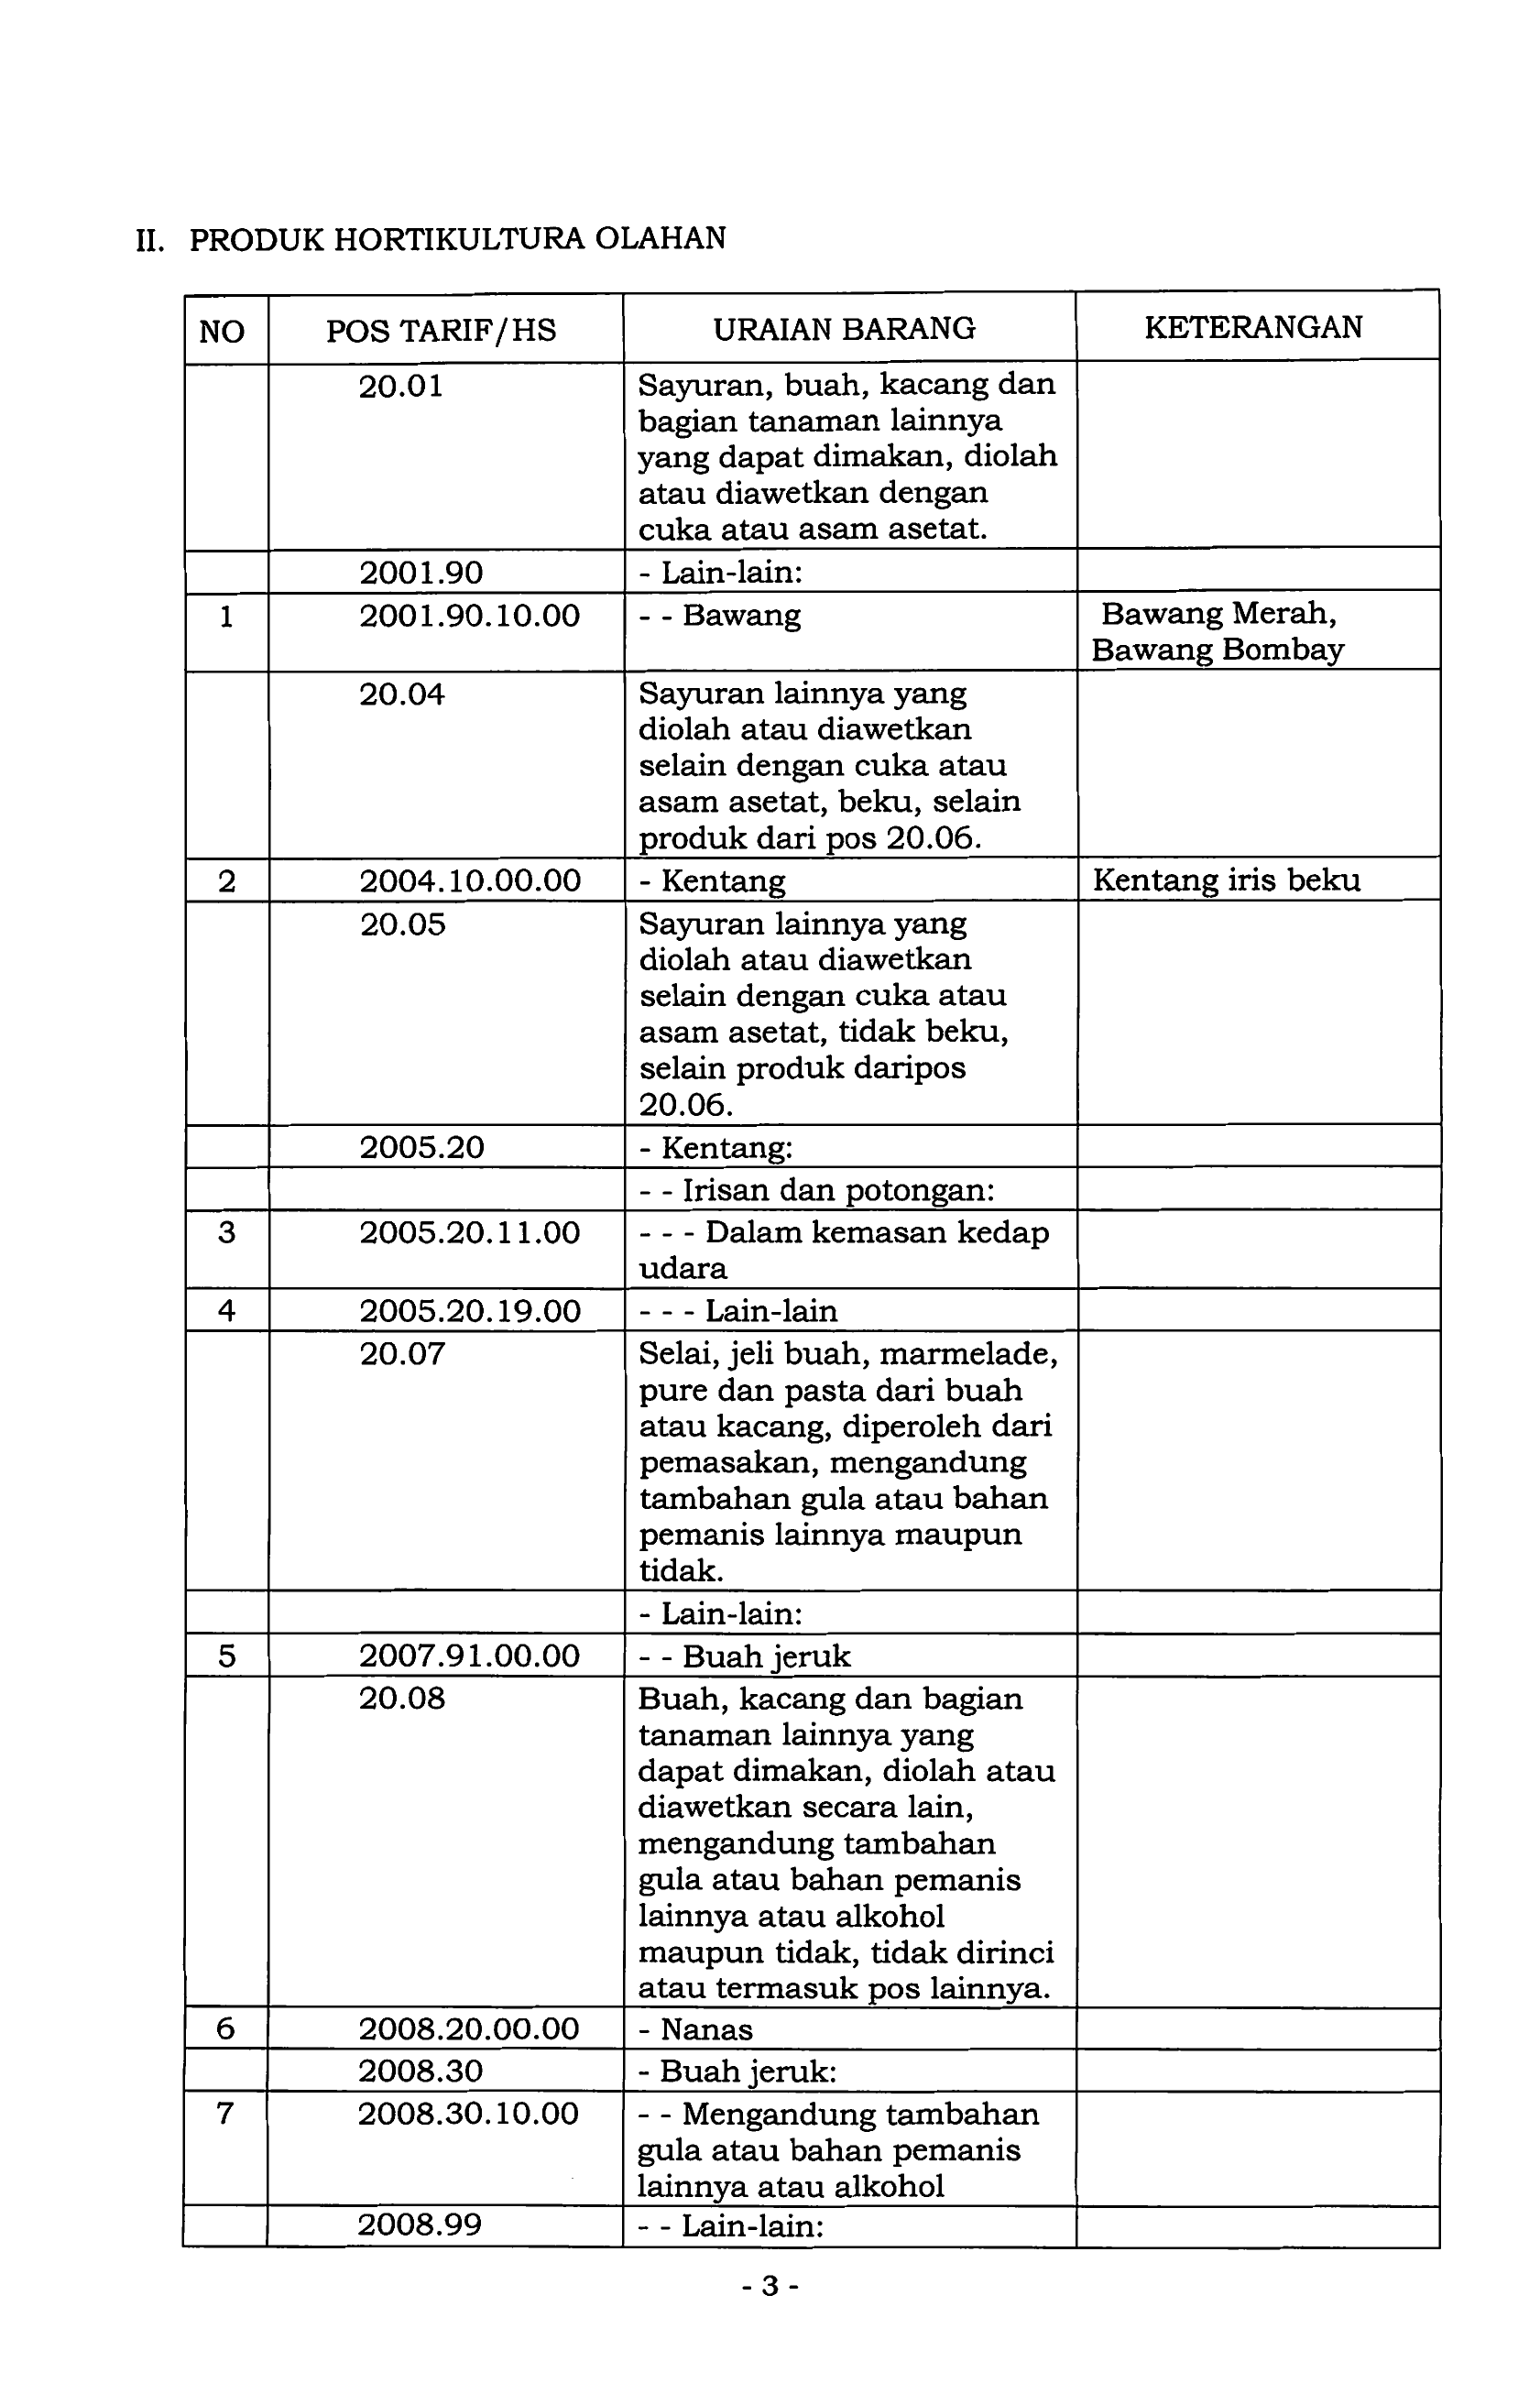 II. PRODUK HORTIKULTURA OLAHAN
NO POS TARIF/HS URAIAN BARANG KETERANGAN
20.01 Sayuran, buah, kacang dan
bagian tanaman lainnya
yang dapat dimakan, diolah
atau diawetkan dengan
cuka atau asam asetat.
2001.90 - Lain-lain:
1 2001.90.10.00 - - Bawang Bawang Merah,
Bawang Bombay
20.04 Sayuran lainnya yang
diolah atau diawetkan
selain dengan cuka atau
asam asetat, beku, selain
produk dari pos 20.06.
2 2004.10.00.00 - Kentang Kentang iris beku
20.05 Sayuran lainnya yang
diolah atau diawetkan
selain dengan cuka atau
asam asetat, tidak beku,
selain produk daripos
20.06.
2005.20 - Kentang:
- - Irisan dan potongan:
3 2005.20.11.00 - - - Dalam kemasan kedap
udara
4 2005.20.19.00 - - - Lain-lain
20.07 Selai, jeli buah, marmelade,
pure dan pasta dari buah
atau kacang, diperoleh dari
pemasakan, mengandung
tambahan gula atau bahan
pemanis lainnya maupun
tidak.
- Lain-lain:
5 2007.91.00.00 - - Buah jeruk
20.08 Buah, kacang dan bagian
tanaman lainnya yang
dapat dimakan, diolah atau
diawetkan secara lain,
mengandung tambahan
gula atau bahan pemanis
lainnya atau alkohol
maupun tidak, tidak dirinci
atau termasuk pos lainnya.
6 2008.20.00.00 - Nanas
2008.30 - Buah jeruk:
7 2008.30.10.00 - - Mengandung tambahan
gula atau bahan pemanis
lainnya atau alkohol
2008.99 - - Lain-lain:
- 3 -